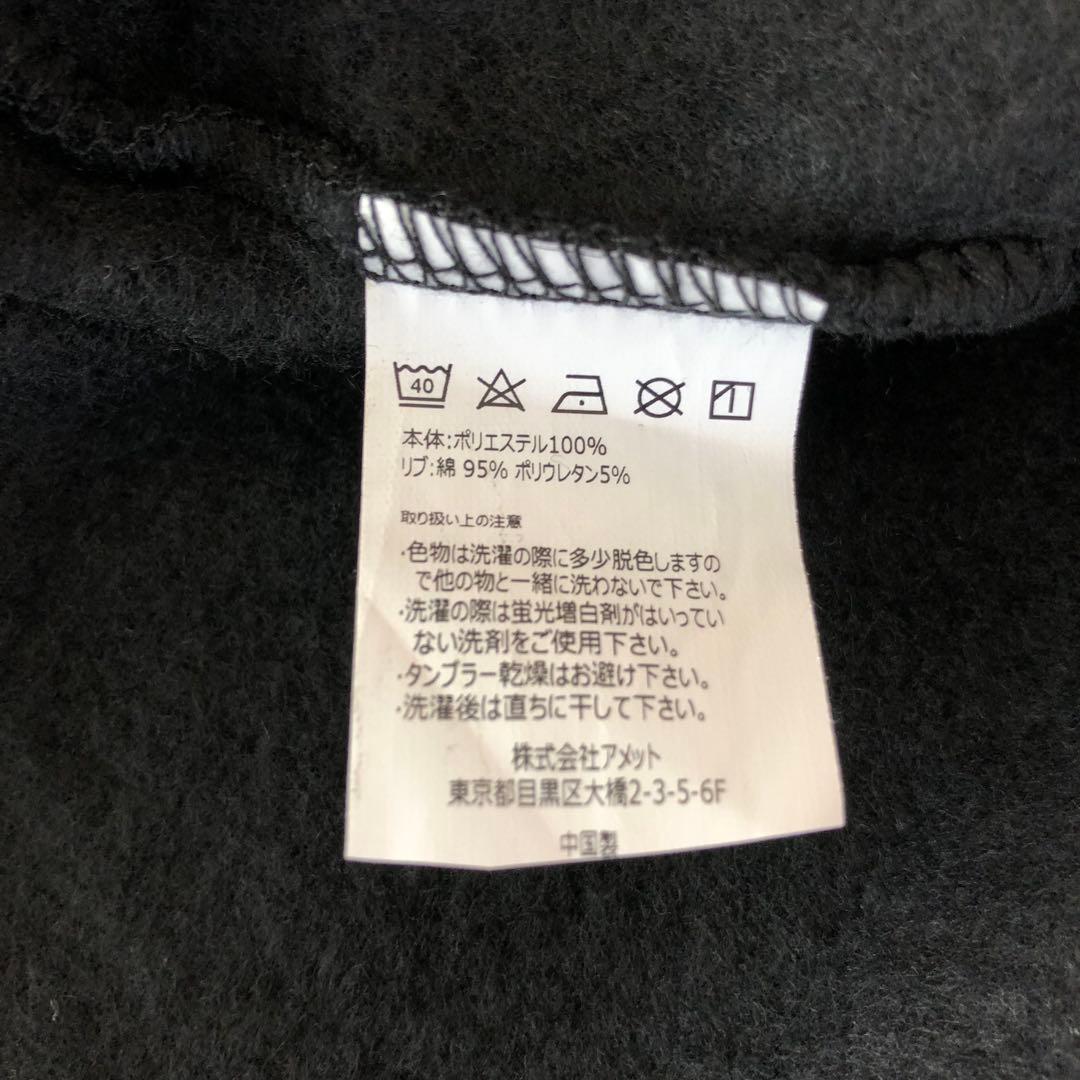 40
本体:ポリエステル100%
リブ:綿 95% ポリウレタン5%
取り扱い上の注意
・色物は洗濯の際に多少脱色しますの
で他の物と一緒に洗わないで下さい。
・洗濯の際は蛍光増白剤がはいってい
ない洗剤をご使用下さい。
・タンブラー乾燥はお避け下さい。
・洗濯後は直ちに干して下さい。
株式会社アメット
東京都目黒区大橋2-3-5-6F
中国製